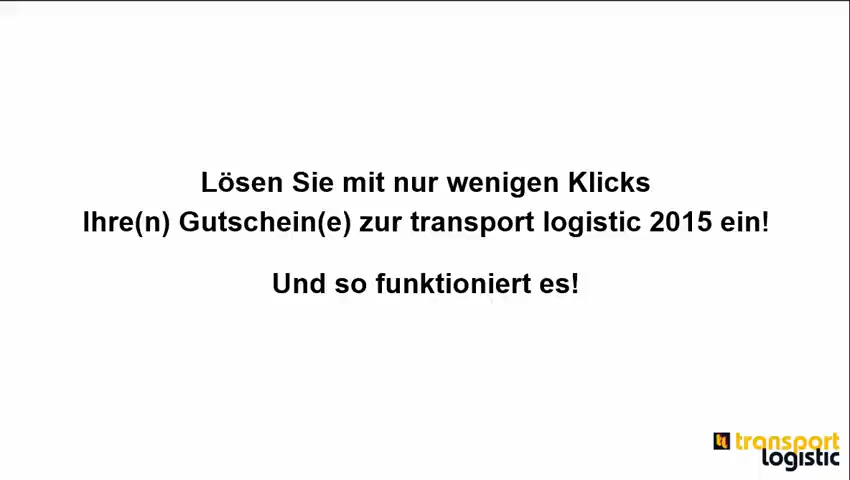 Lösen Sie mit nur wenigen Klicks
Ihre(n) Gutschein(e) zur transport logistic 2015 ein!
Und so funktioniert es!
transport
logistic